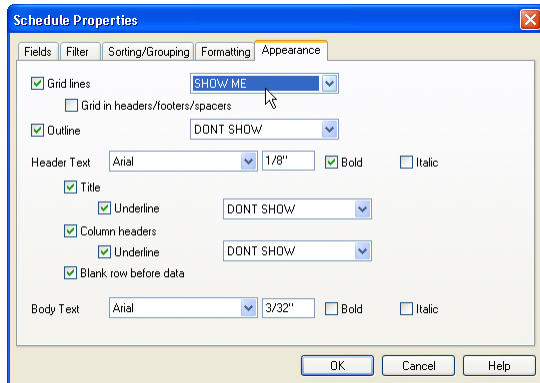 Schedule Properties
Fields Filter Sorting/Grouping Formatting Appearance
Grid lines SHOW ME
Grid in headers/footers/spacers
Outline DONT SHOW
Header Text Arial 1/8" Bold Italic
Title
Underline DONT SHOW
Column headers
Underline DONT SHOW
Blank row before data
Body Text Arial 3/32" Bold Italic
OK Cancel Help